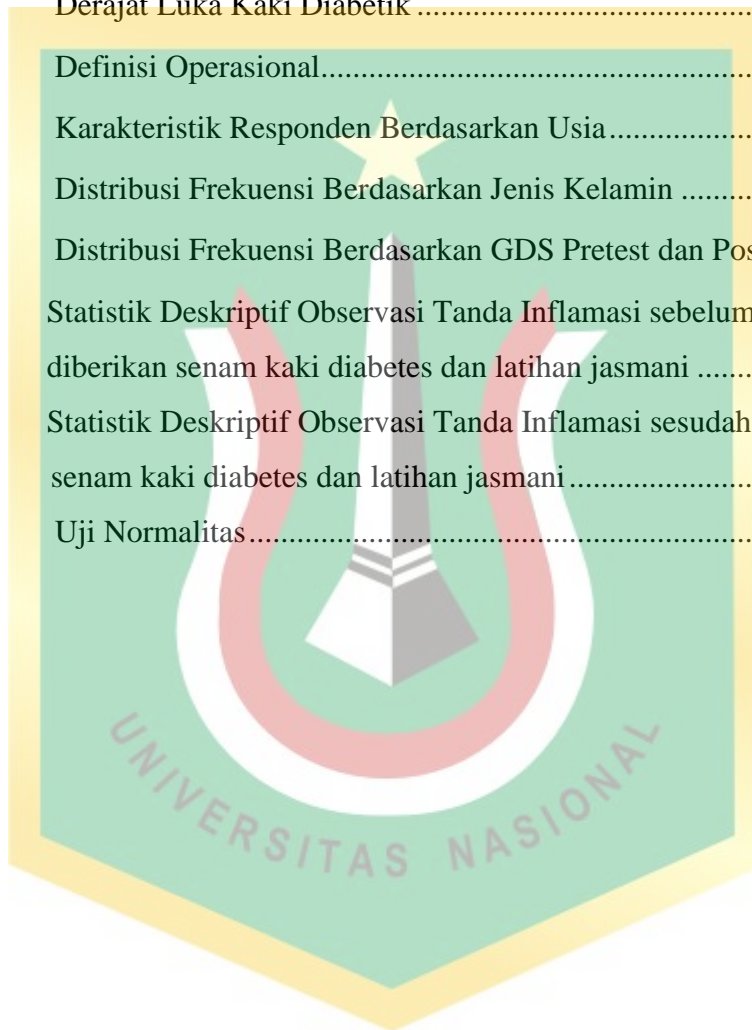 Derajat Luka Kaki Diabetik ..........................................
Definisi Operasional......................................................
Karakteristik Responden Berdasarkan Usia.....................
Distribusi Frekuensi Berdasarkan Jenis Kelamin .........
Distribusi Frekuensi Berdasarkan GDS Pretest dan Pos
Statistik Deskriptif Observasi Tanda Inflamasi sebelum
diberikan senam kaki diabetes dan latihan jasmani .......
Statistik Deskriptif Observasi Tanda Inflamasi sesudah
senam kaki diabetes dan latihan jasmani.......................
Uji Normalitas..............................................................
UNIVERSITAS NASIONAL